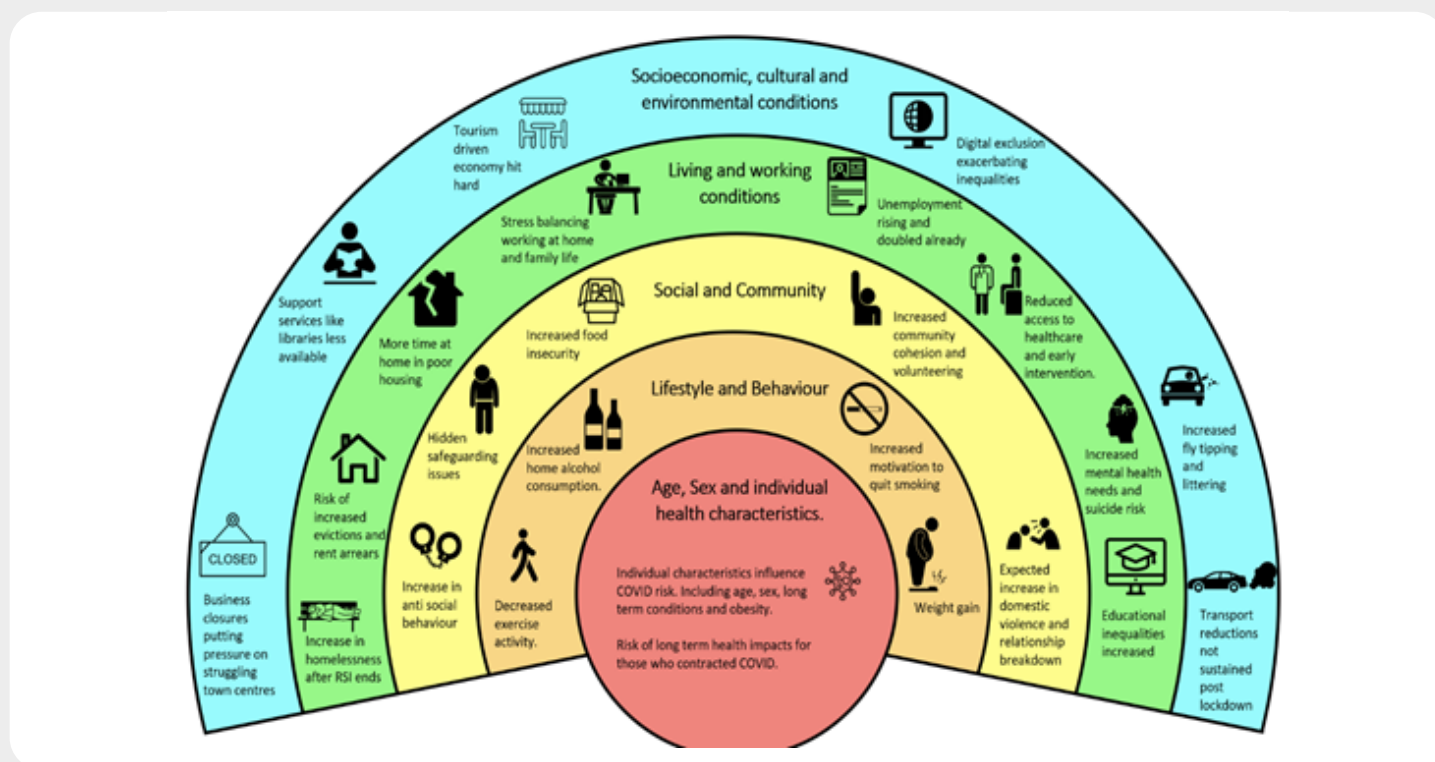 Socioeconomic, cultural and
environmental conditions
Tourism
driven
economy hit
hard
Digital exclusion
exacerbating
inequalities
Support
services like
libraries less
available
Increased
fly tipping
and
littering
CLOSED
Business
closures
putting
pressure on
struggling
town centres
Transport
reductions
not
sustained
post
lockdown
Living and working
conditions
Stress balancing
working at home
and family life
Unemployment
rising and
doubled already
More time at
home in poor
housing
Reduced
access to
healthcare
and early
intervention.
Risk of
increased
evictions and
rent arrears
Increased
mental health
needs and
suicide risk
Increase in
homelessness
after RSI ends
Educational
inequalities
increased
Social and Community
Increased food
insecurity
Increased
community
cohesion and
volunteering
Hidden
safeguarding
issues
Increase in
anti social
behaviour
Expected
increase in
domestic
violence and
relationship
breakdown
Lifestyle and Behaviour
Increased
home alcohol
consumption.
Increased
motivation to
quit smoking
Decreased
exercise
activity.
Weight gain
Age, Sex and individual
health characteristics.
Individual characteristics influence
COVID risk. Including age, sex, long
term conditions and obesity.
Risk of long term health impacts for
those who contracted COVID.